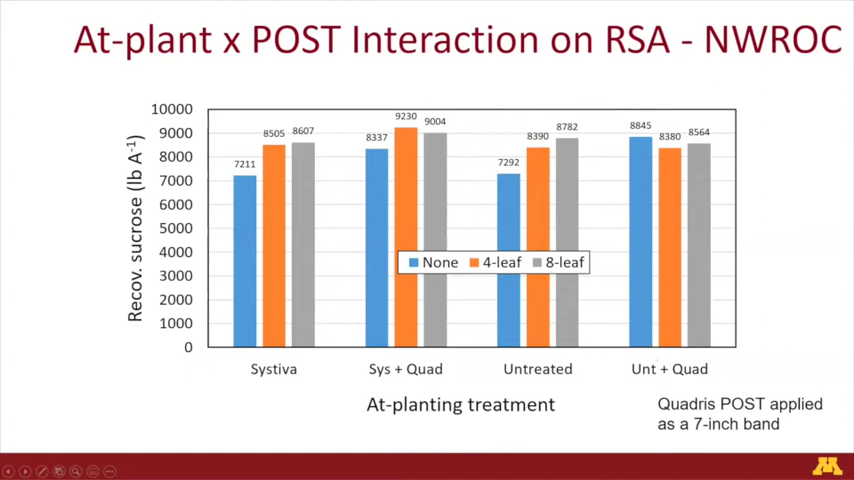 At-plant x POST Interaction on RSA - NWROC
Recov. sucrose (lb A⁻¹)
10000
9000
8000
7000
6000
5000
4000
3000
2000
1000
0
7211
8505
8607
8337
9230
9004
7292
8390
8782
8845
8380
8564
None 4-leaf 8-leaf
Systiva
Sys + Quad
Untreated
Unt + Quad
At-planting treatment
Quadris POST applied
as a 7-inch band
M